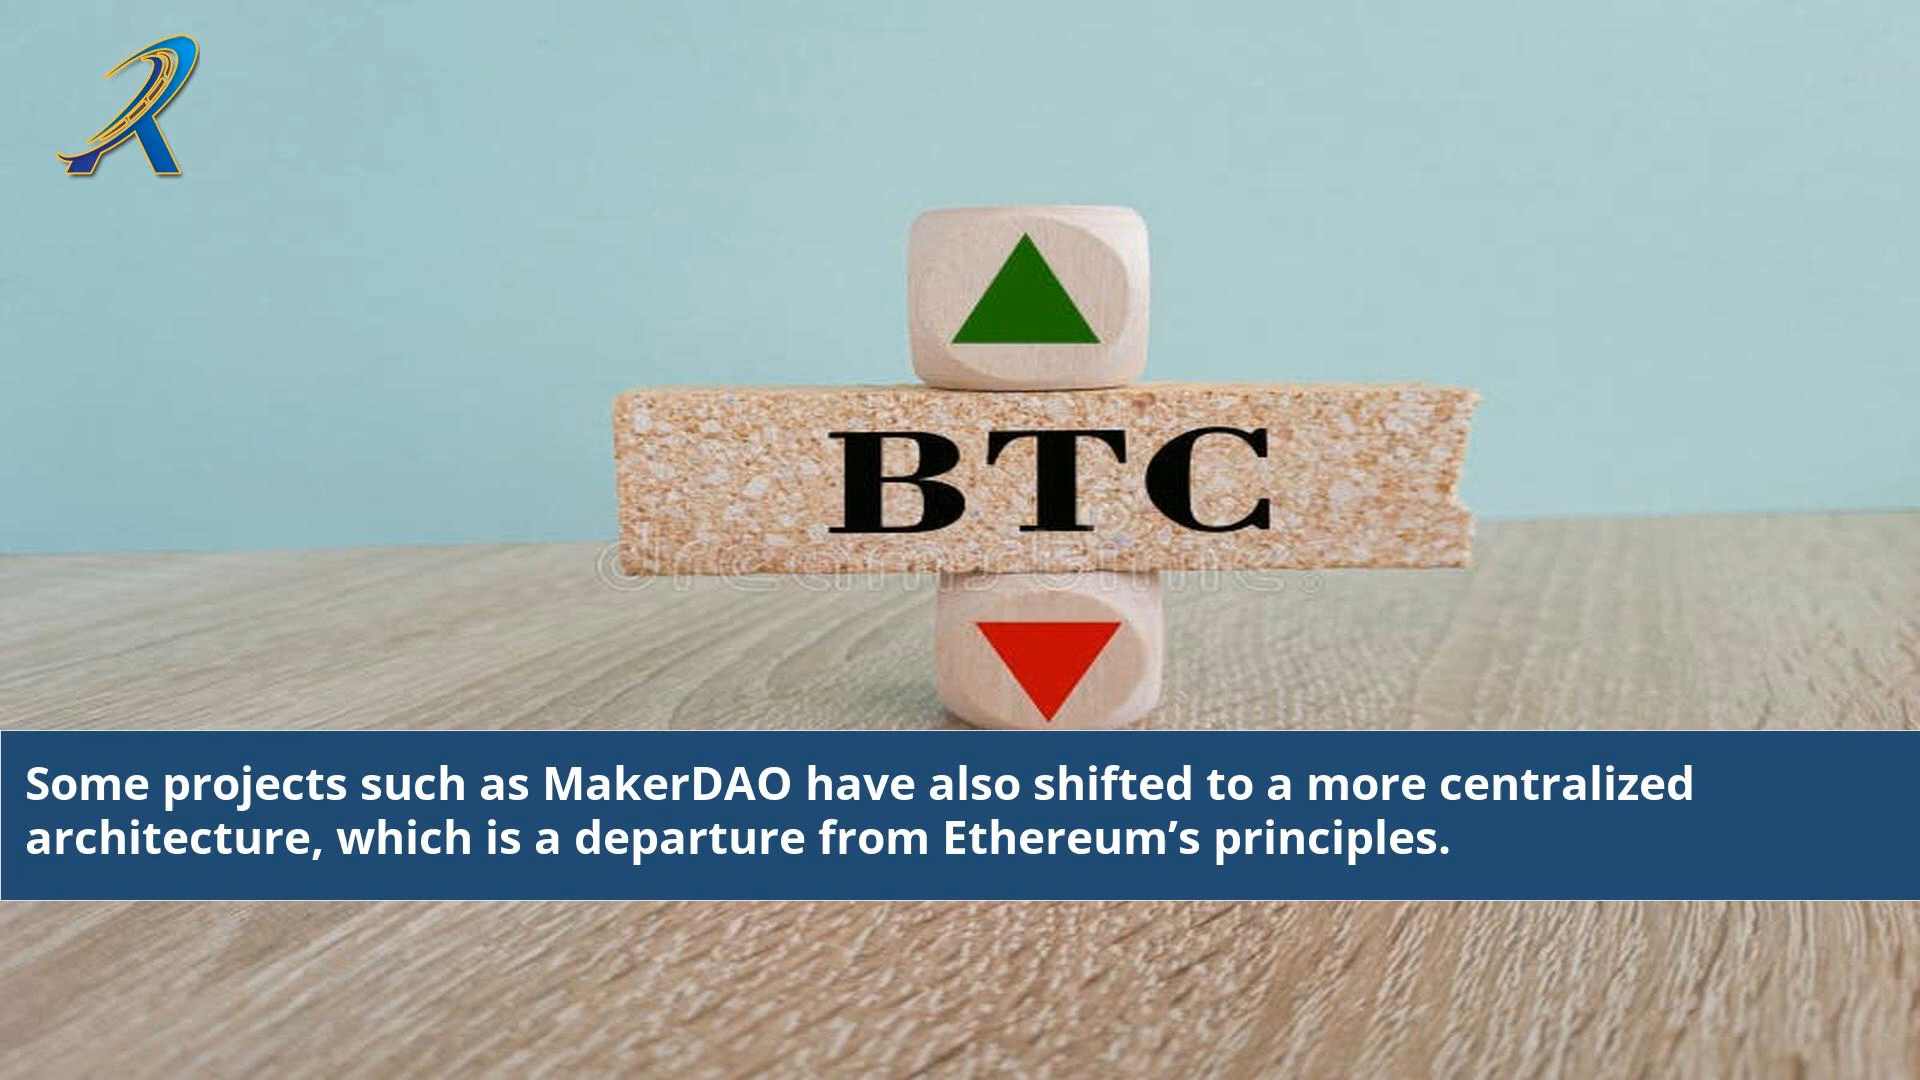 BTC
dreamstime.
Some projects such as MakerDAO have also shifted to a more centralized
architecture, which is a departure from Ethereum’s principles.